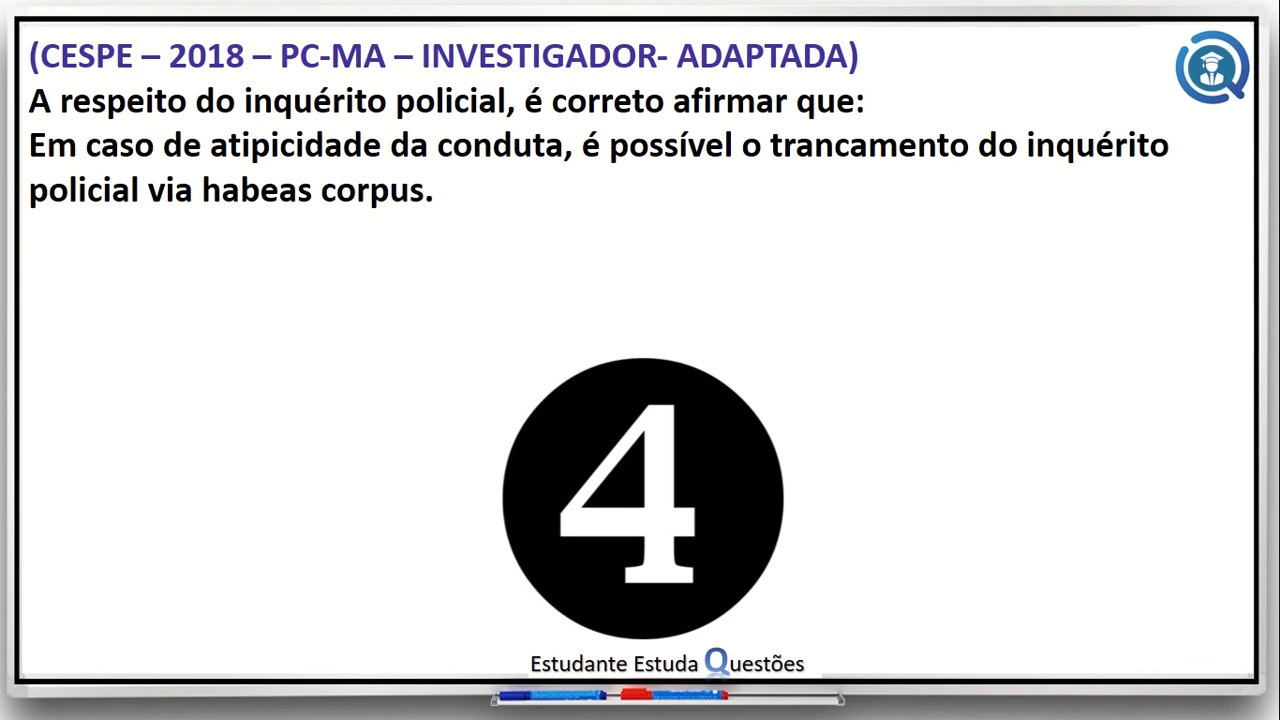 (CESPE – 2018 – PC-MA – INVESTIGADOR- ADAPTADA)
A respeito do inquérito policial, é correto afirmar que:
Em caso de atipicidade da conduta, é possível o trancamento do inquérito
policial via habeas corpus.
4
Estudante Estuda Questões